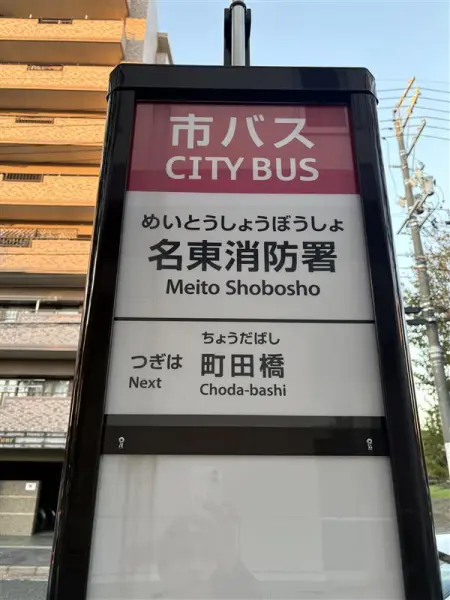 市バス
CITY BUS
めいとうしょうぼうしょ
名東消防署
Meito Shobosho
ちょうだばし
つぎは 町田橋
Next Choda-bashi